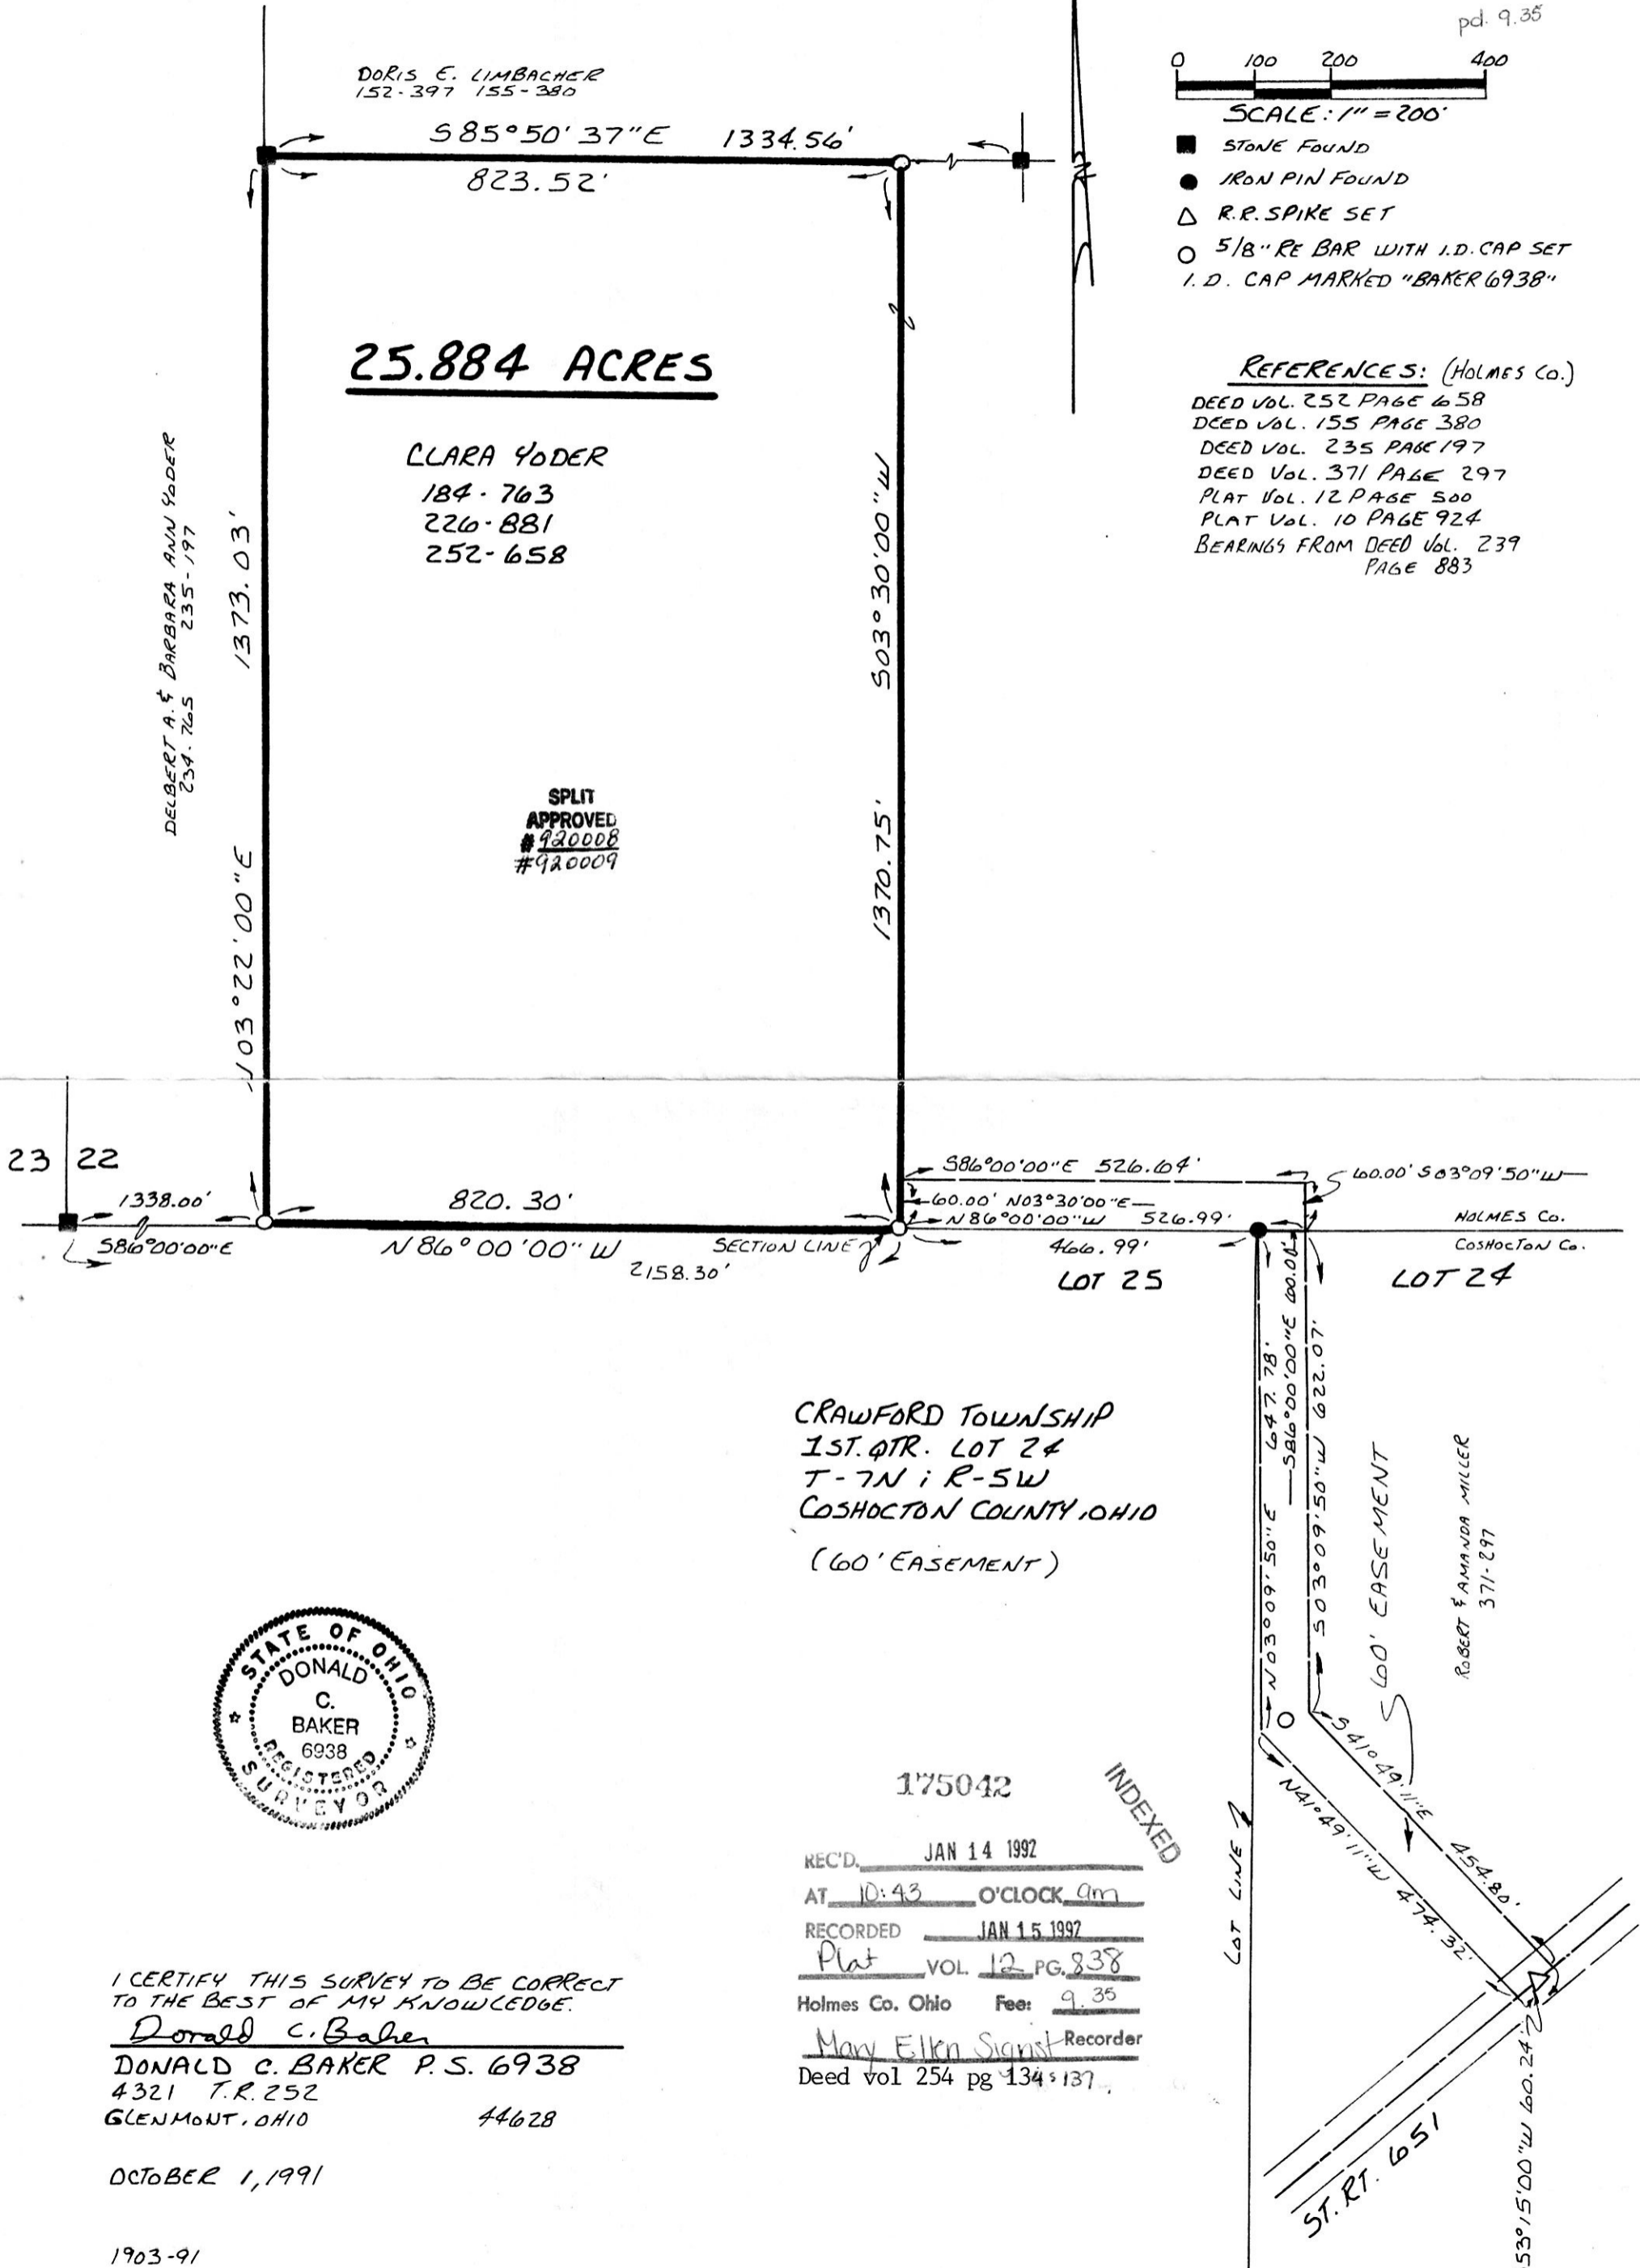 pd. 9.35
0 100 200 400
SCALE: 1" = 200'
STONE FOUND
IRON PIN FOUND
R.R. SPIKE SET
5/8" RE BAR WITH I.D. CAP SET
I.D. CAP MARKED "BAKER 6938"
DORIS E. LIMBACHER
152-397 155-380
S85°50'37"E 1334.56'
823.52'
N
25.884 ACRES
CLARA YODER
184-763
226-881
252-658
REFERENCES: (HOLMES CO.)
DEED VOL. 252 PAGE 658
DEED VOL. 155 PAGE 380
DEED VOL. 235 PAGE 197
DEED VOL. 371 PAGE 297
PLAT VOL. 12 PAGE 500
PLAT VOL. 10 PAGE 924
BEARINGS FROM DEED VOL. 239
PAGE 883
DELBERT A. & BARBARA ANN YODER
234-765 235-197
N03°22'00"E 1373.03'
S03°30'00"W
1370.75'
SPLIT
APPROVED
#920008
#920009
23 22
1338.00'
S86°00'00"E
820.30'
N86°00'00"W
2158.30'
SECTION LINE
S86°00'00"E 526.64'
60.00' S03°09'50"W
60.00' N03°30'00"E
N86°00'00"W 526.99'
466.99'
HOLMES CO.
COSHOCTON CO.
LOT 25
LOT 24
N03°09'50"E 647.78'
S86°00'00"E 60.00'
S03°09'50"W 622.07'
60' EASEMENT
ROBERT & AMANDA MILLER
371-297
CRAWFORD TOWNSHIP
1ST. QTR. LOT 24
T-7N; R-5W
COSHOCTON COUNTY, OHIO
(60' EASEMENT)
S41°49'11"E 454.80'
N41°49'11"W 474.32'
LOT LINE
ST. RT. 651
53°15'00"W 60.24'
STATE OF OHIO
DONALD
C.
BAKER
6938
REGISTERED
SURVEYOR
175042
INDEXED
REC'D. JAN 14 1992
AT 10:43 O'CLOCK am
RECORDED JAN 15 1992
Plat VOL. 12 PG. 838
Holmes Co. Ohio Fee: 9.35
Mary Ellen Signst Recorder
Deed vol 254 pg 134 & 137
I CERTIFY THIS SURVEY TO BE CORRECT
TO THE BEST OF MY KNOWLEDGE.
Donald C. Baker
DONALD C. BAKER P.S. 6938
4321 T.R. 252
GLENMONT, OHIO 44628
OCTOBER 1, 1991
1903-91